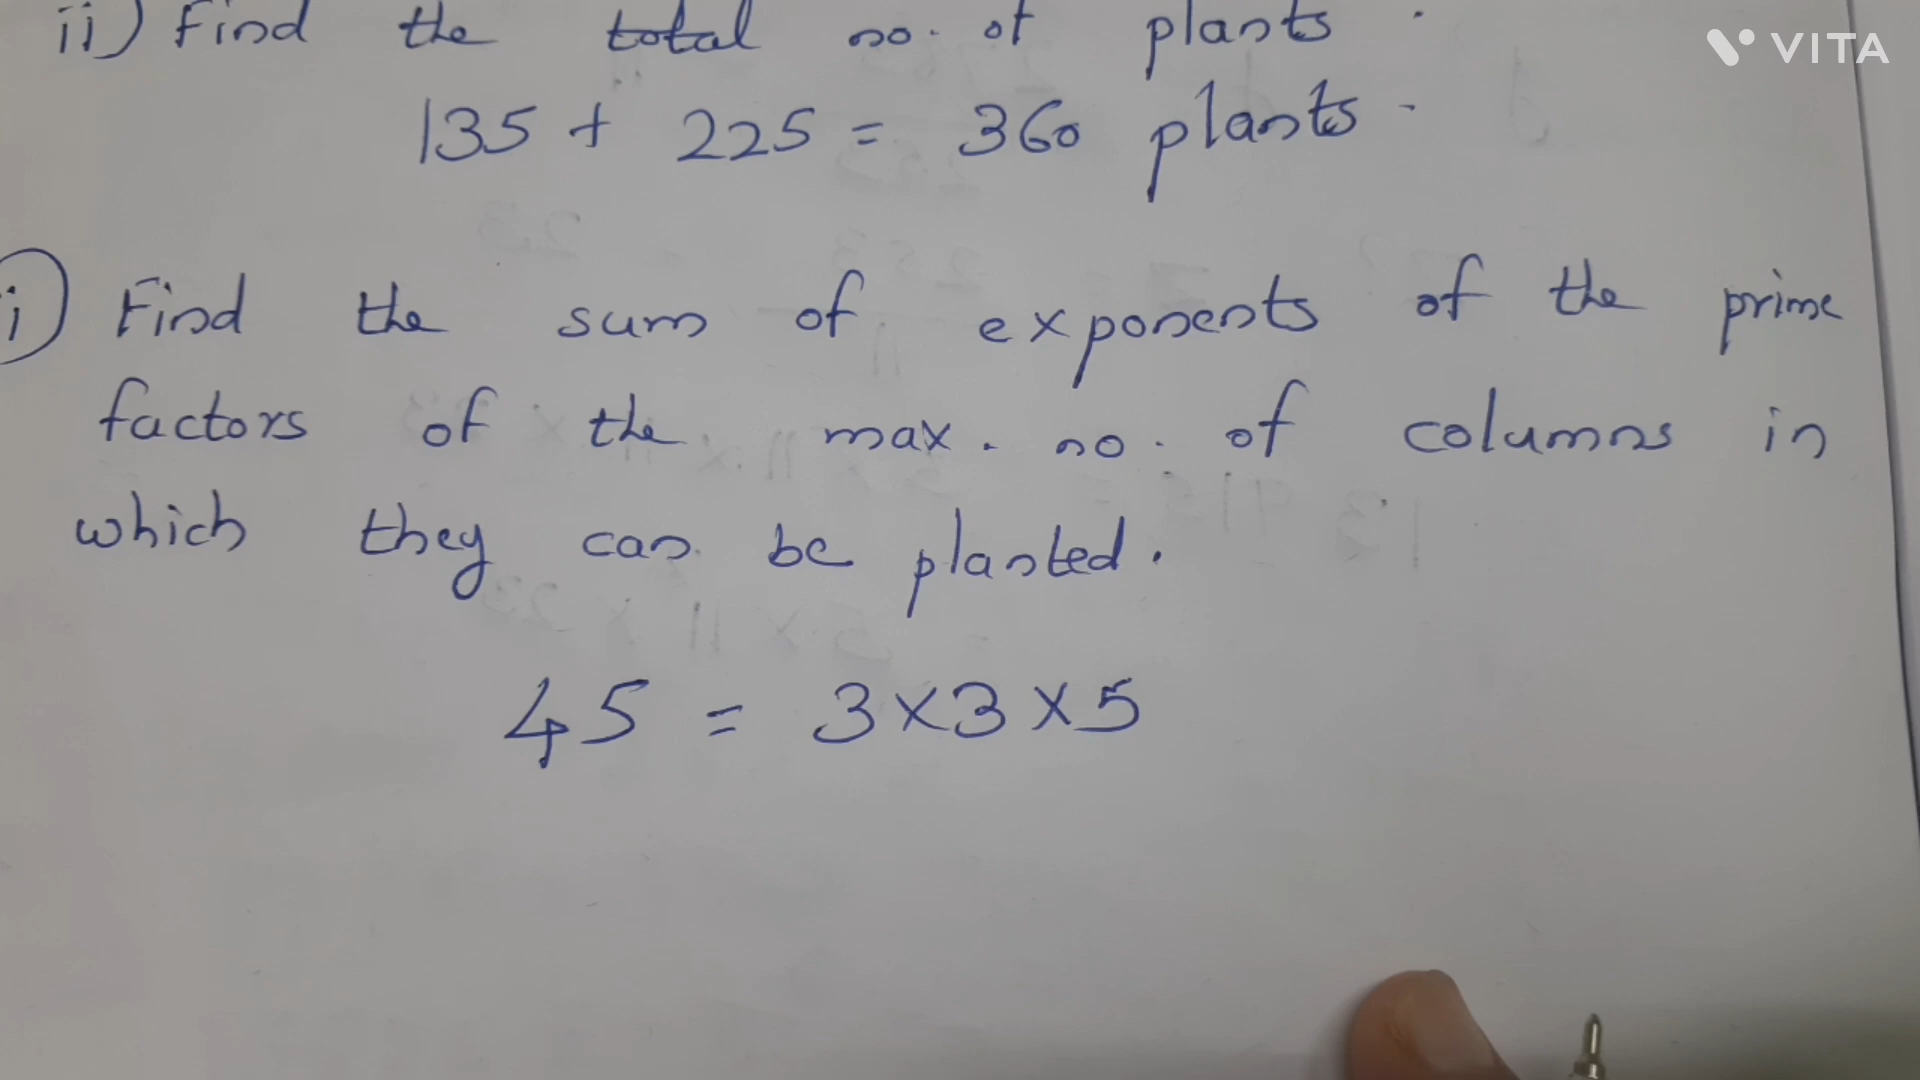 ii) Find the total no. of plants.
VITA
135 + 225 = 360 plants.
i) Find the sum of exponents of the prime
factors of the max. no. of columns in
which they can be planted.
45 = 3×3×5